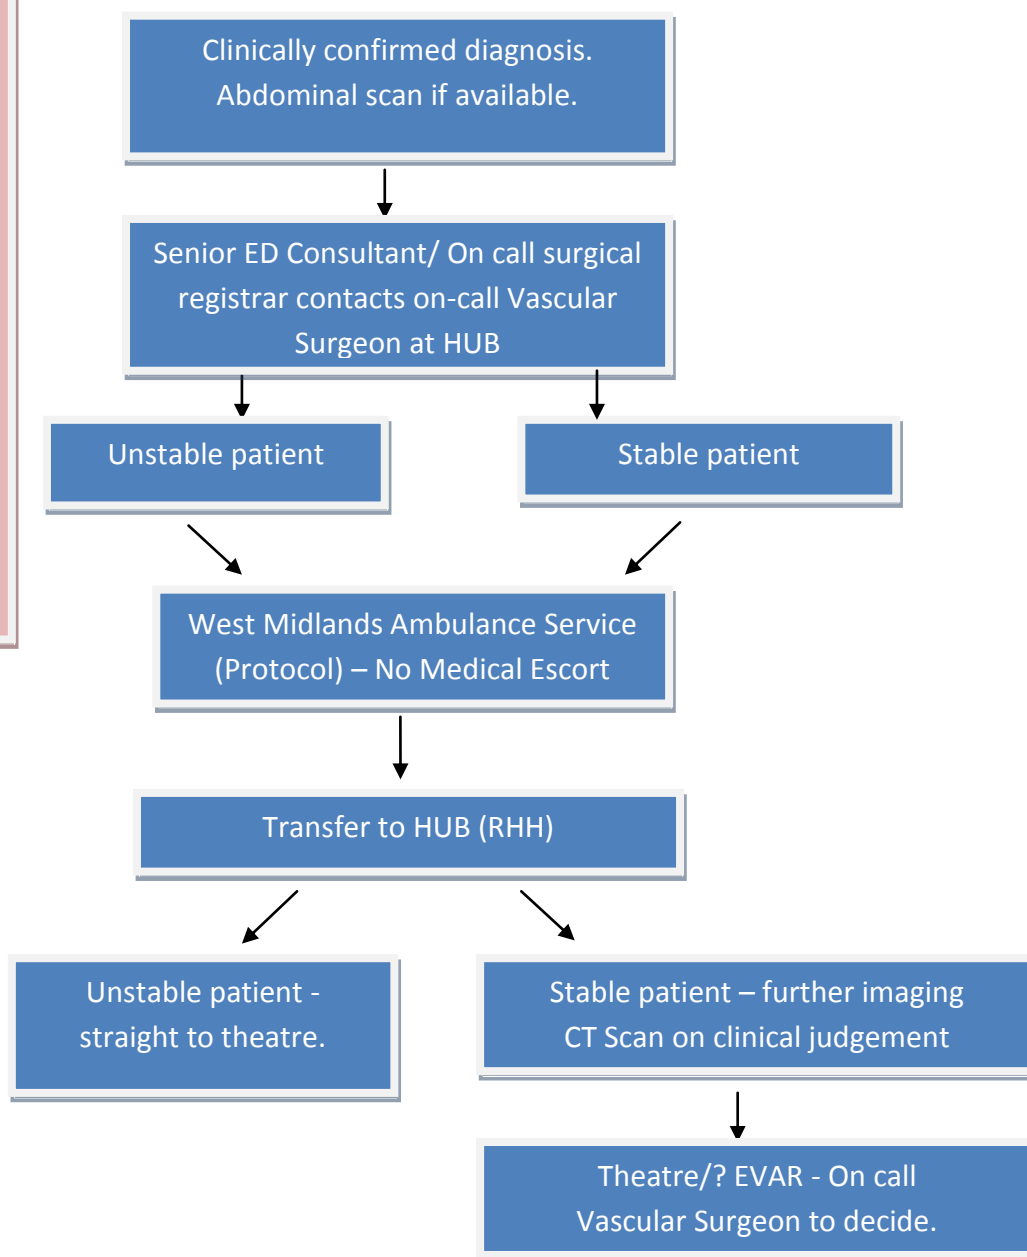 Clinically confirmed diagnosis.
Abdominal scan if available.
Senior ED Consultant/ On call surgical
registrar contacts on-call Vascular
Surgeon at HUB
Unstable patient
Stable patient
West Midlands Ambulance Service
(Protocol) – No Medical Escort
Transfer to HUB (RHH)
Unstable patient -
straight to theatre.
Stable patient – further imaging
CT Scan on clinical judgement
Theatre/? EVAR - On call
Vascular Surgeon to decide.